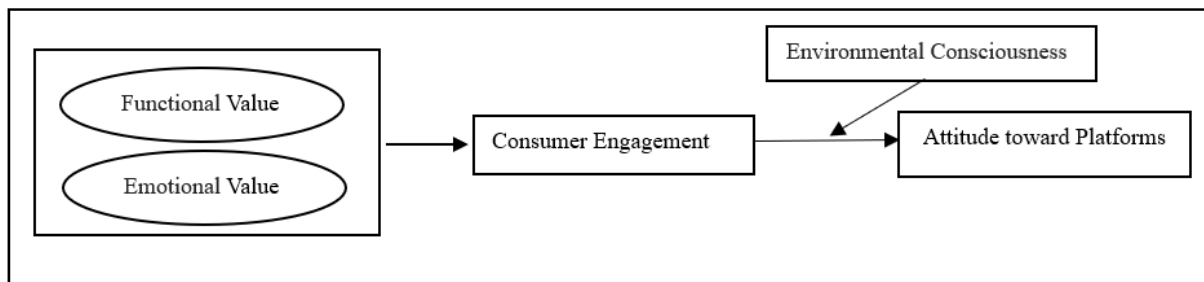 Environmental Consciousness
Functional Value
Consumer Engagement
Attitude toward Platforms
Emotional Value